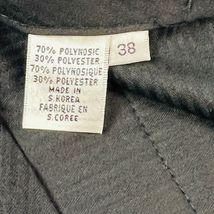 70% POLYNOSIC
30% POLYESTER
70% POLYNOSIQUE
30% POLYESTER
MADE IN
S.KOREA
FABRIQUE EN
S.COREE
38